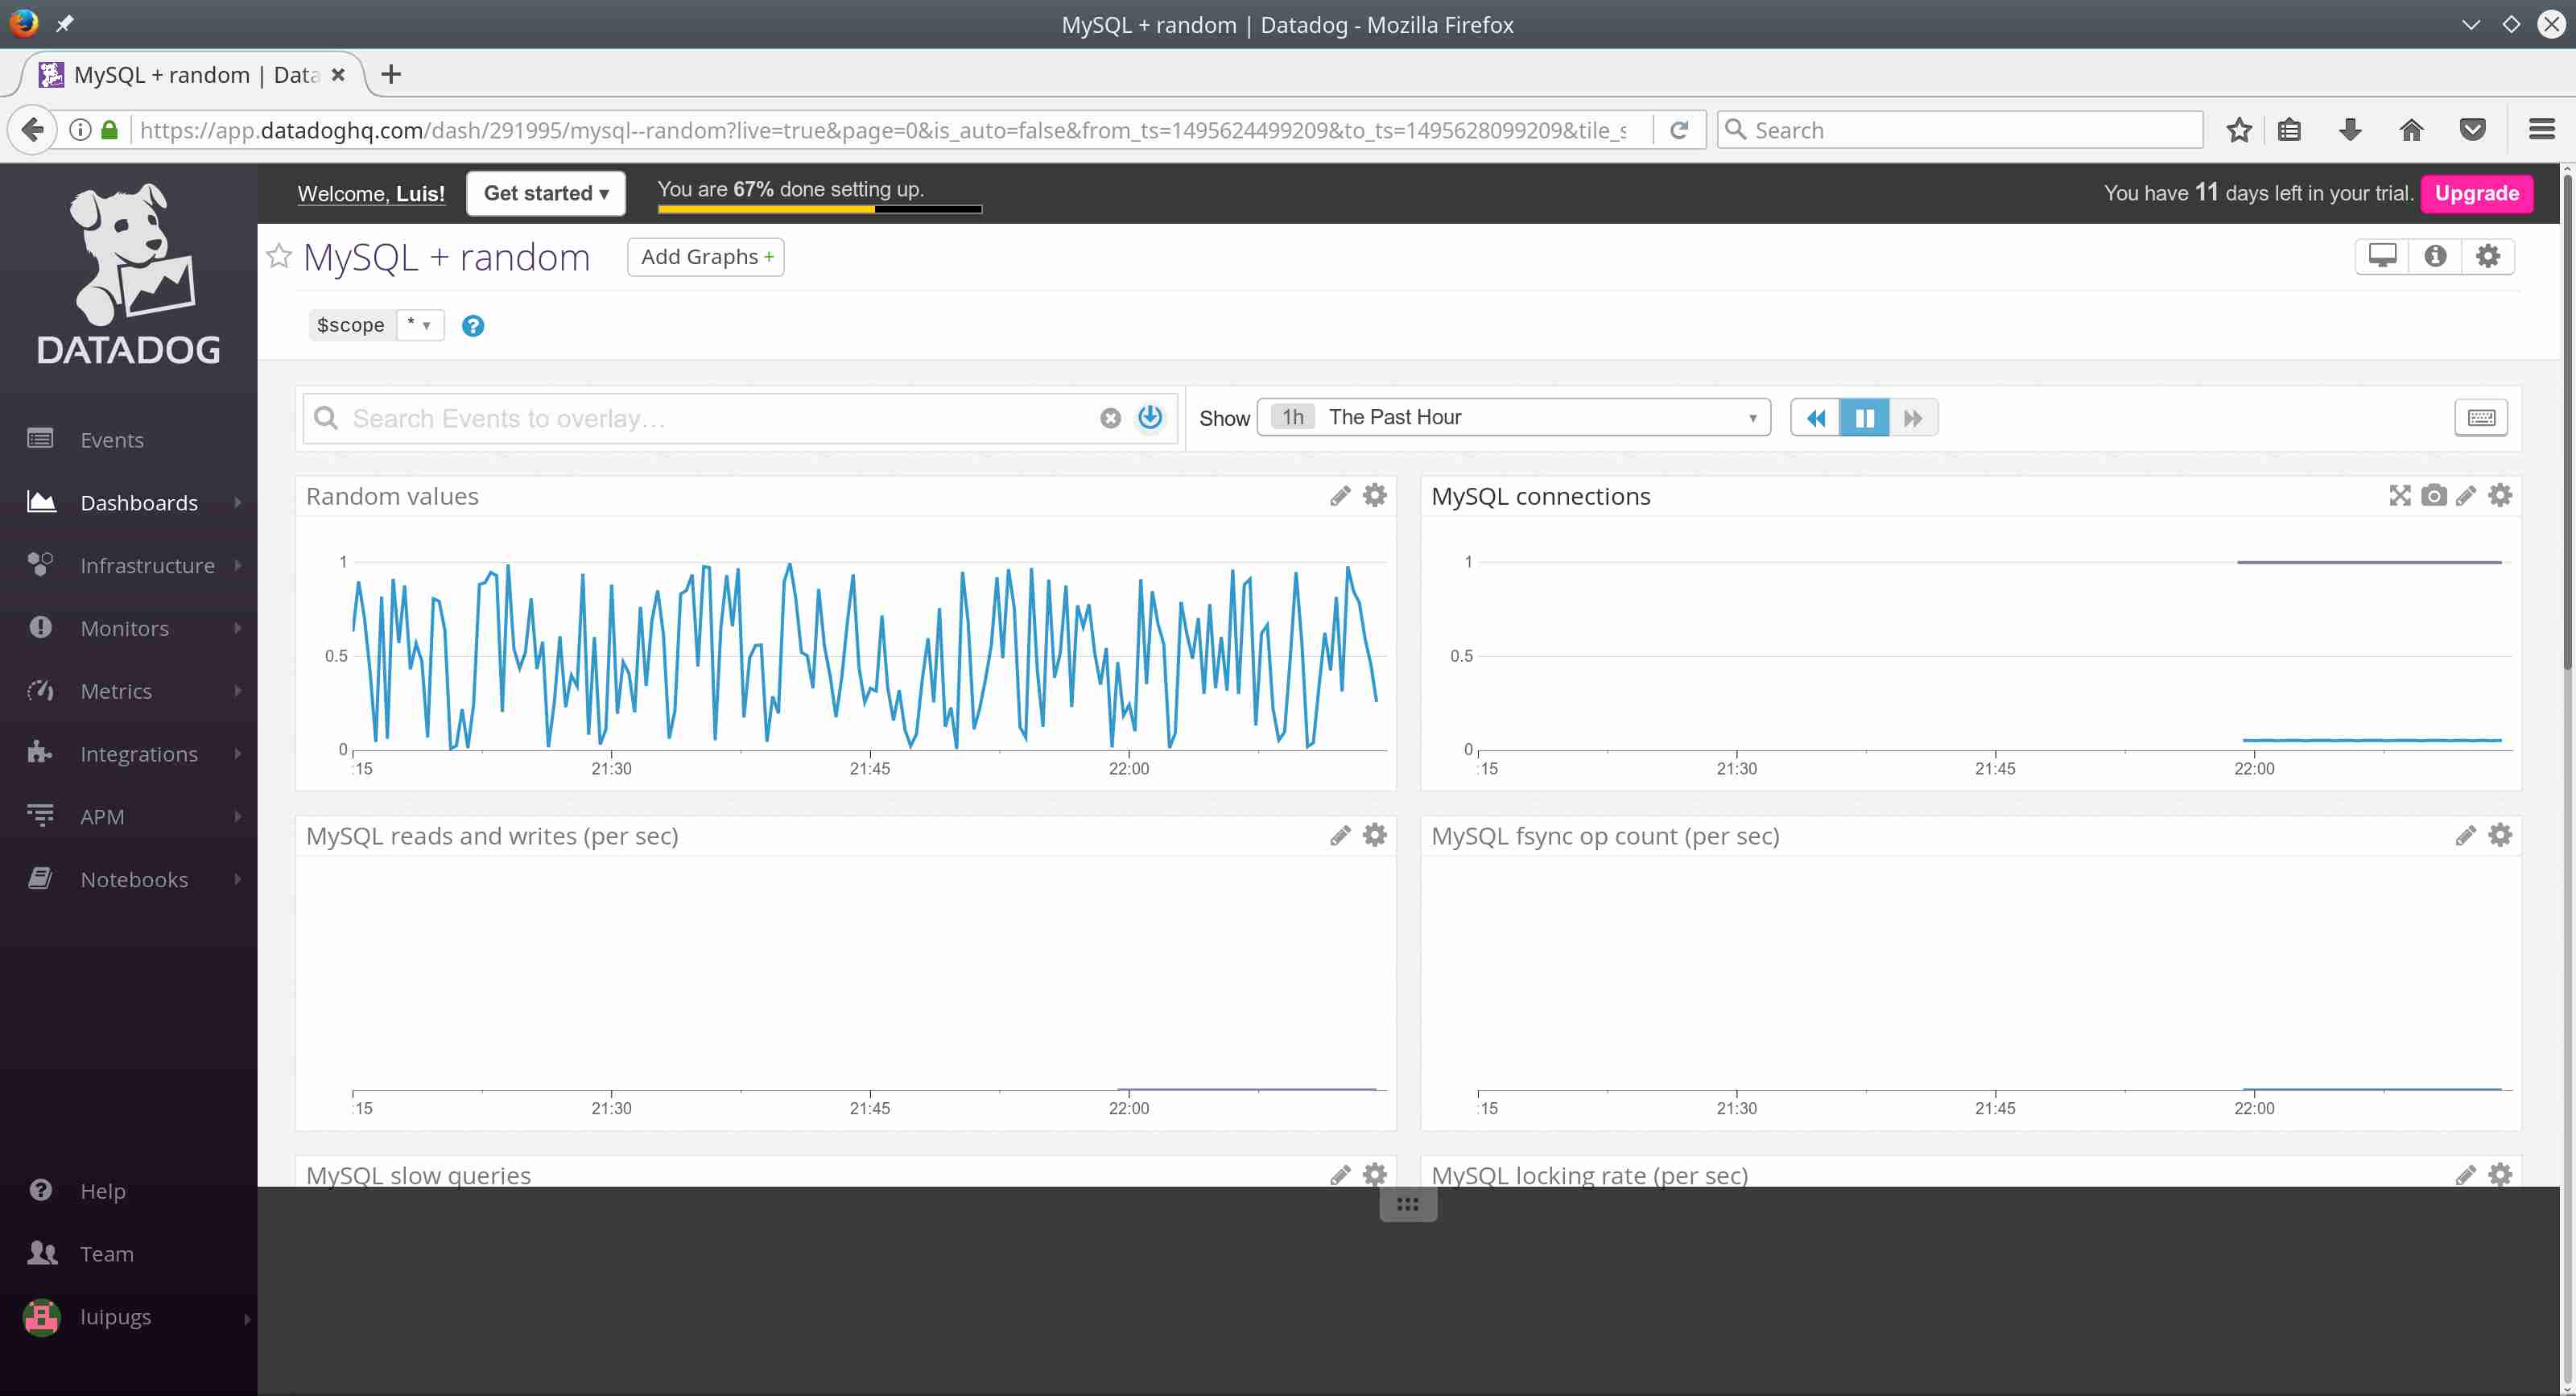 MySQL + random | Datadog - Mozilla Firefox
MySQL + random | Data
https://app.datadoghq.com/dash/291995/mysql--random?live=true&page=0&is_auto=false&from_ts=1495624499209&to_ts=1495628099209&tile_s
Search
DATADOG
Events
Dashboards
Infrastructure
Monitors
Metrics
Integrations
APM
Notebooks
Help
Team
luipugs
Welcome, Luis!
Get started ▾
You are 67% done setting up.
You have 11 days left in your trial.
Upgrade
MySQL + random
Add Graphs +
$scope
*
Search Events to overlay...
Show
1h The Past Hour
Random values
1
0.5
0
:15 21:30 21:45 22:00
MySQL connections
1
0.5
0
:15 21:30 21:45 22:00
MySQL reads and writes (per sec)
:15 21:30 21:45 22:00
MySQL fsync op count (per sec)
:15 21:30 21:45 22:00
MySQL slow queries
MySQL locking rate (per sec)